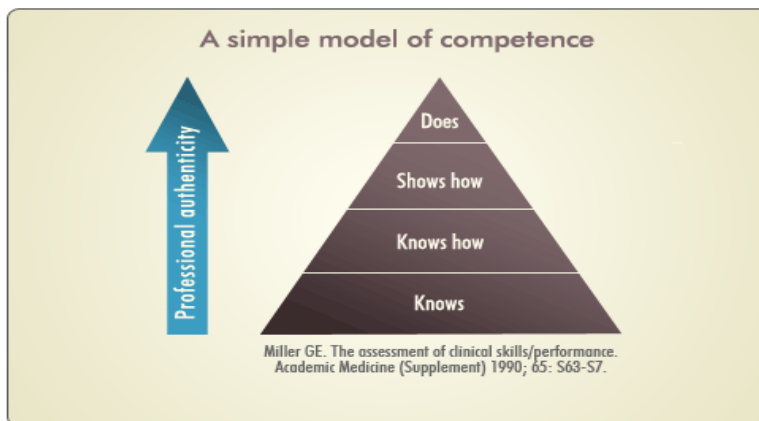 A simple model of competence
Professional authenticity
Does
Shows how
Knows how
Knows
Miller GE. The assessment of clinical skills/performance.
Academic Medicine (Supplement) 1990; 65: S63-S7.